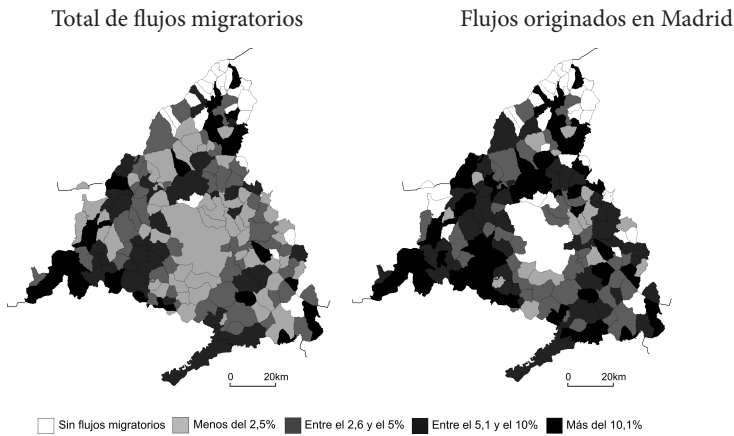 Total de flujos migratorios
Flujos originados en Madrid
0 20km
0 20km
Sin flujos migratorios Menos del 2,5% Entre el 2,6 y el 5% Entre el 5,1 y el 10% Más del 10,1%